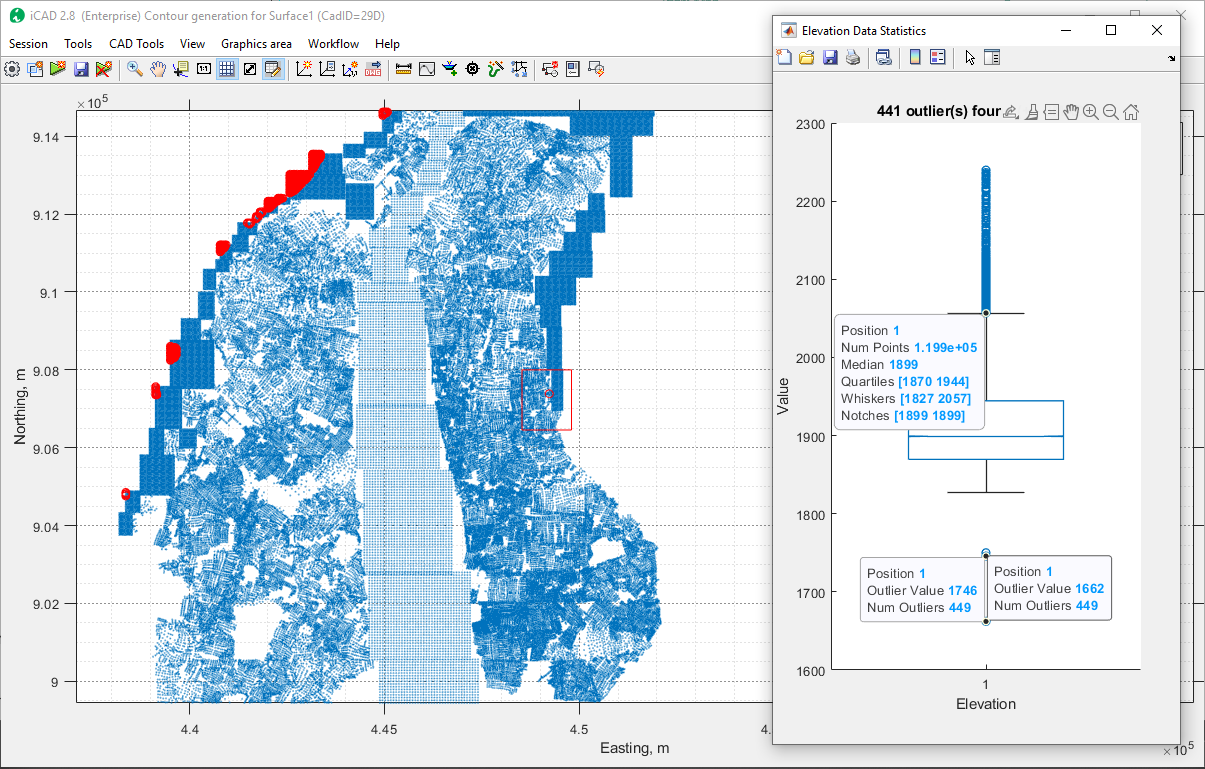 iCAD 2.8 (Enterprise) Contour generation for Surface1 (CadID=29D)
Session Tools CAD Tools View Graphics area Workflow Help
1:1
×10^5
9.14
9.12
9.1
9.08
9.06
9.04
9.02
9
Northing, m
4.4 4.45 4.5 4.
Easting, m
×10^5
Elevation Data Statistics
441 outlier(s) four
2300
2200
2100
2000
1900
1800
1700
1600
Value
Position 1
Num Points 1.199e+05
Median 1899
Quartiles [1870 1944]
Whiskers [1827 2057]
Notches [1899 1899]
Position 1
Outlier Value 1746
Num Outliers 449
Position 1
Outlier Value 1662
Num Outliers 449
1
Elevation